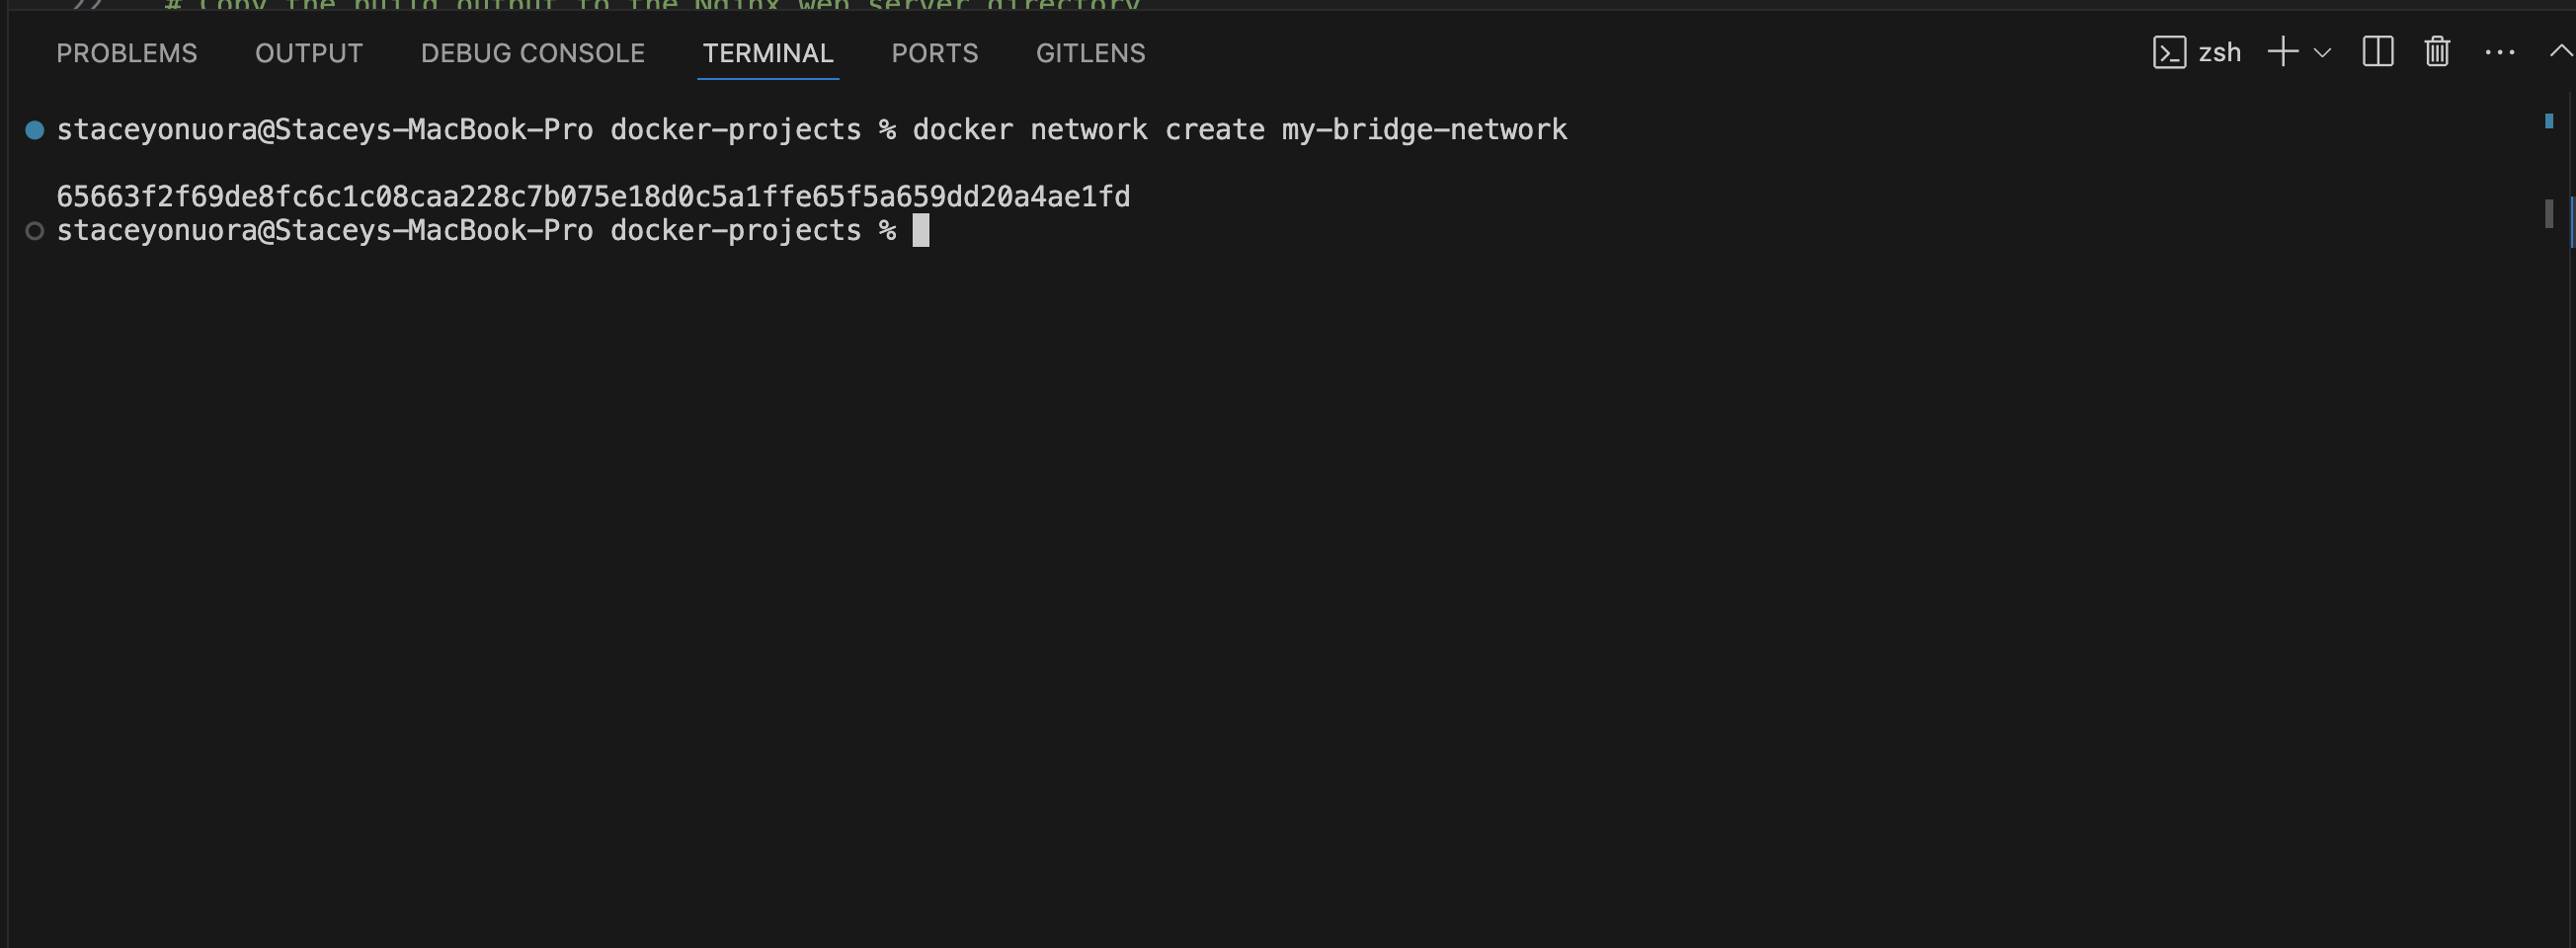 22 # Copy the build output to the Nginx web server directory
PROBLEMS OUTPUT DEBUG CONSOLE TERMINAL PORTS GITLENS zsh
staceyonuora@Staceys-MacBook-Pro docker-projects % docker network create my-bridge-network
65663f2f69de8fc6c1c08caa228c7b075e18d0c5a1ffe65f5a659dd20a4ae1fd
staceyonuora@Staceys-MacBook-Pro docker-projects %